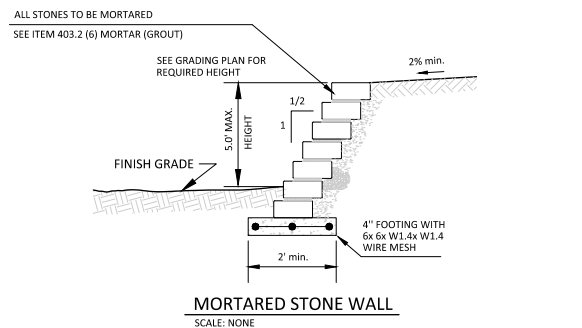 ALL STONES TO BE MORTARED
SEE ITEM 403.2 (6) MORTAR (GROUT)
SEE GRADING PLAN FOR
REQUIRED HEIGHT
2% min.
1/2
1
5.0' MAX.
HEIGHT
FINISH GRADE
4" FOOTING WITH
6x 6x W1.4x W1.4
WIRE MESH
2' min.
MORTARED STONE WALL
SCALE: NONE